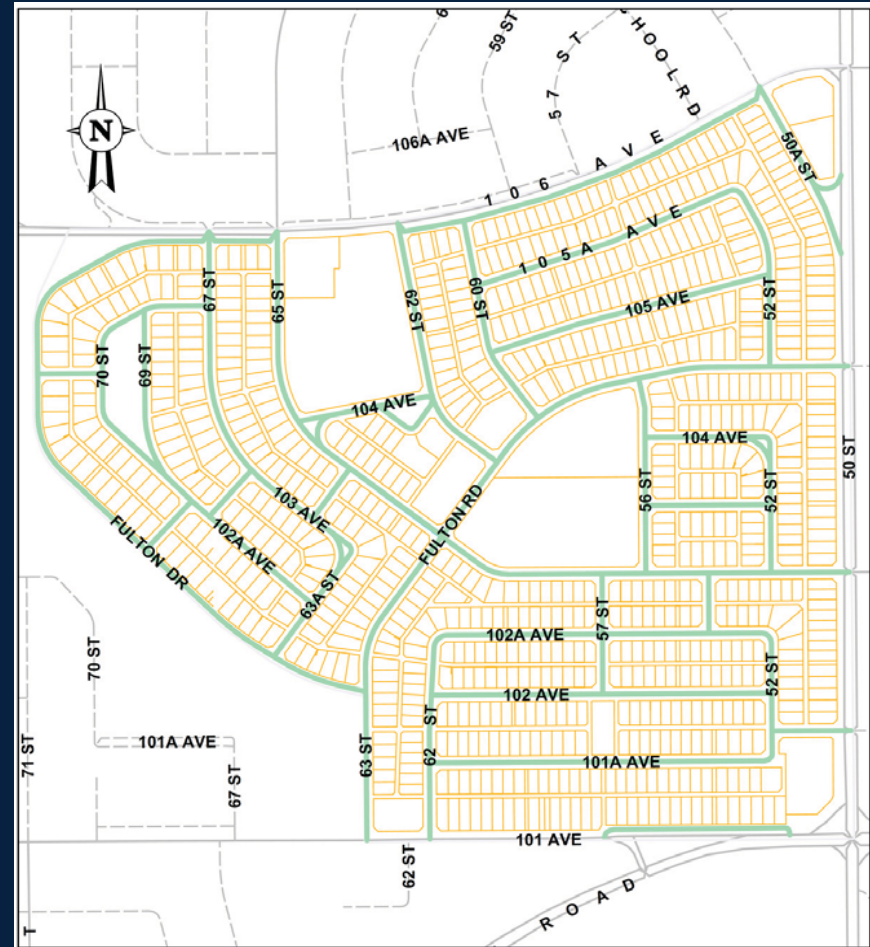 59 ST
57 ST
106A AVE
106 AVE
50A ST
N
105A AVE
67 ST
65 ST
62 ST
60 ST
105 AVE
52 ST
70 ST
69 ST
104 AVE
104 AVE
50 ST
103 AVE
FULTON RD
56 ST
52 ST
FULTON DR
102A AVE
63A ST
57 ST
102A AVE
70 ST
102 AVE
52 ST
62 ST
71 ST
101A AVE
67 ST
63 ST
101A AVE
101 AVE
62 ST
ROAD
T